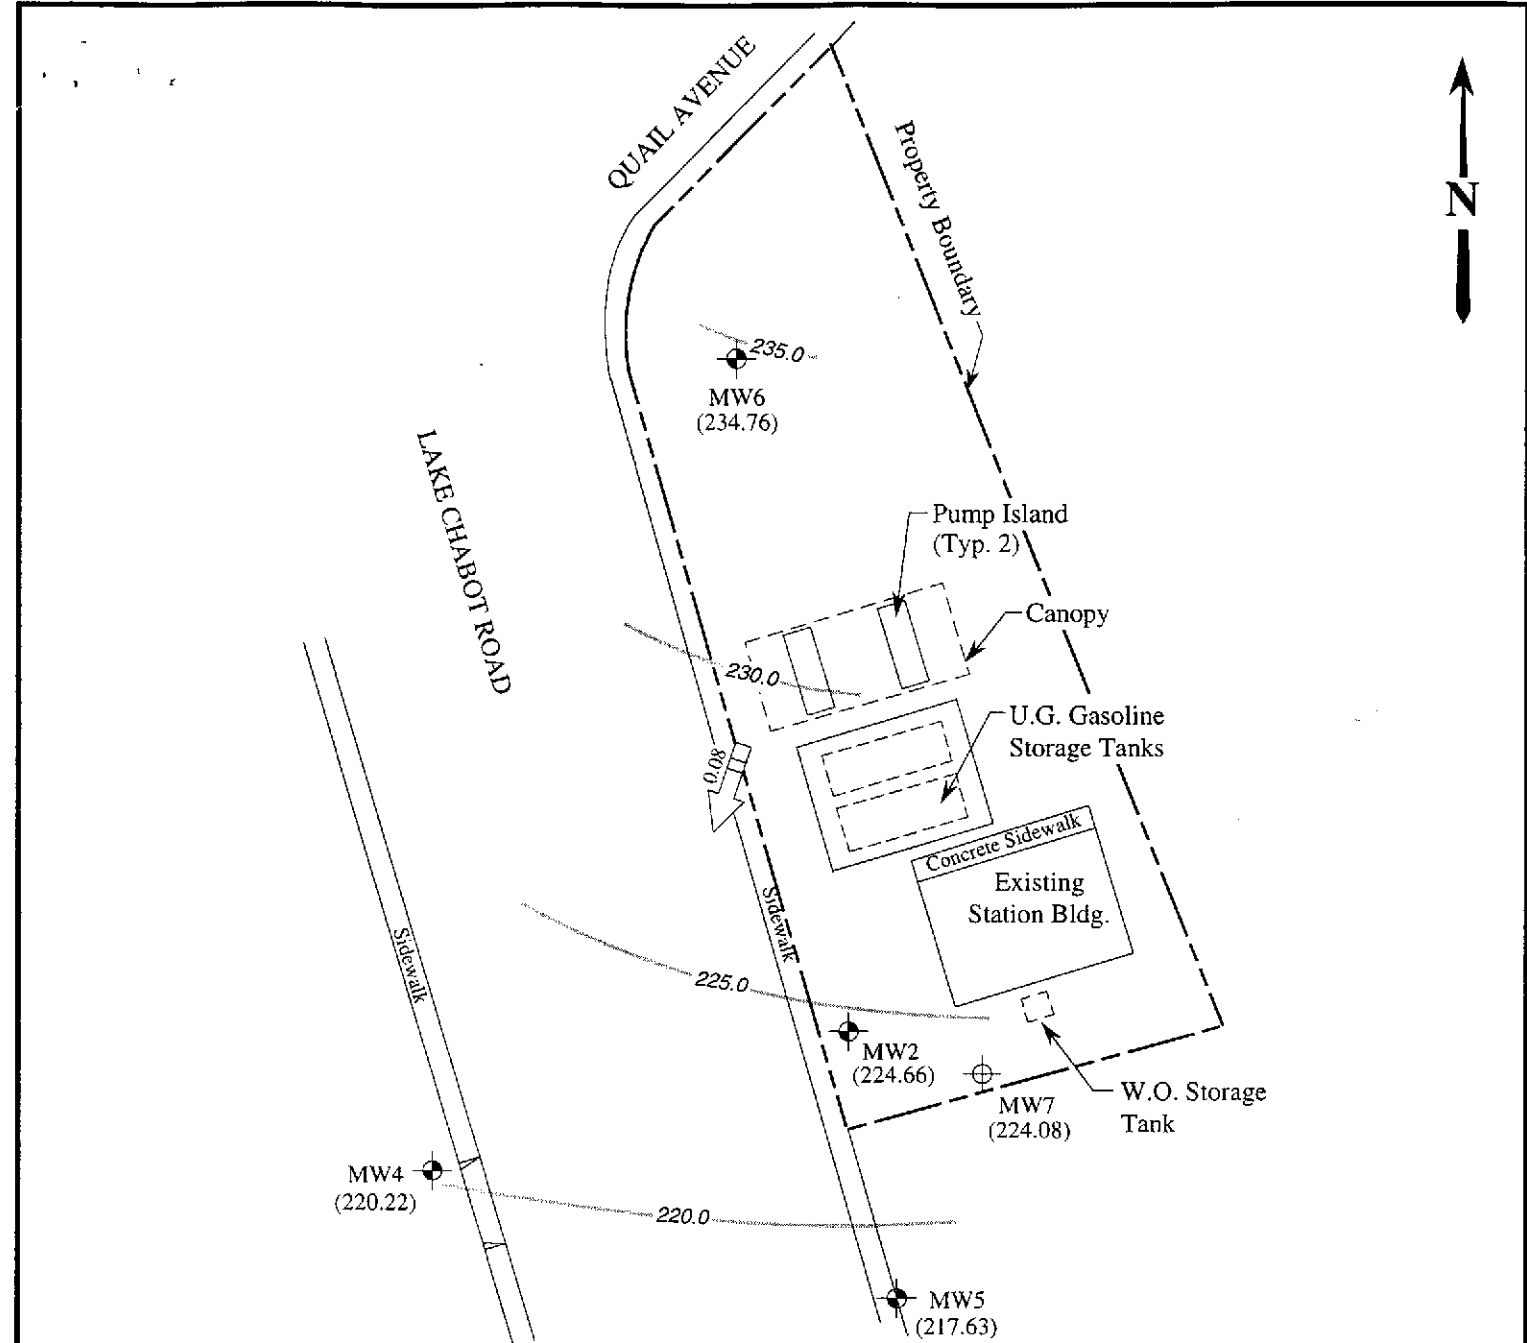 QUAIL AVENUE
Property Boundary
N
235.0
MW6
(234.76)
LAKE CHABOT ROAD
Pump Island
(Typ. 2)
Canopy
230.0
U.G. Gasoline
Storage Tanks
0.08
Concrete Sidewalk
Existing
Station Bldg.
Sidewalk
Sidewalk
225.0
MW2
(224.66)
MW7
(224.08)
W.O. Storage
Tank
MW4
(220.22)
220.0
MW5
(217.63)